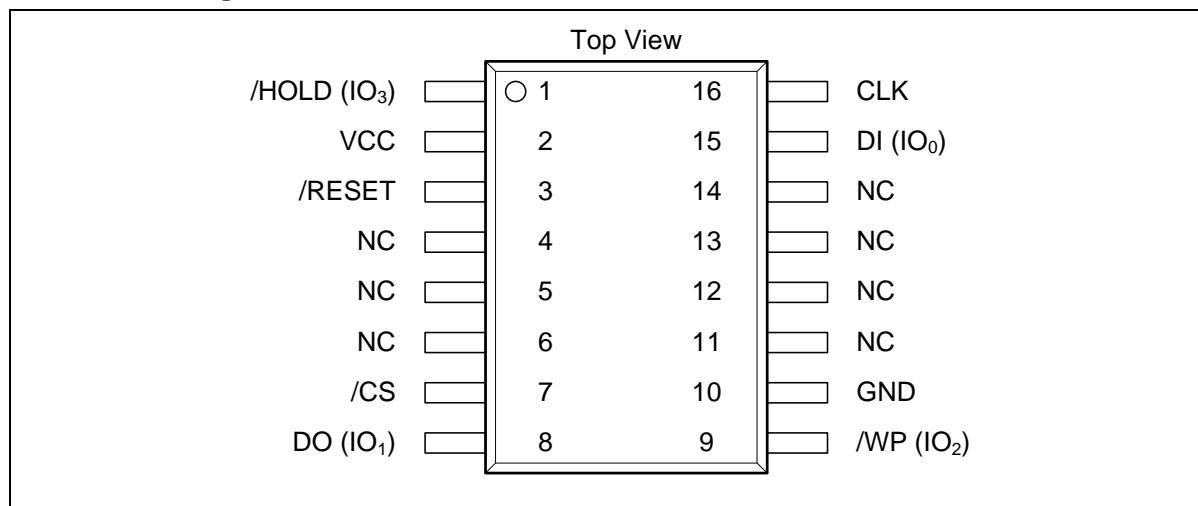 Top View
/HOLD (IO3) 1 16 CLK
VCC 2 15 DI (IO0)
/RESET 3 14 NC
NC 4 13 NC
NC 5 12 NC
NC 6 11 NC
/CS 7 10 GND
DO (IO1) 8 9 /WP (IO2)